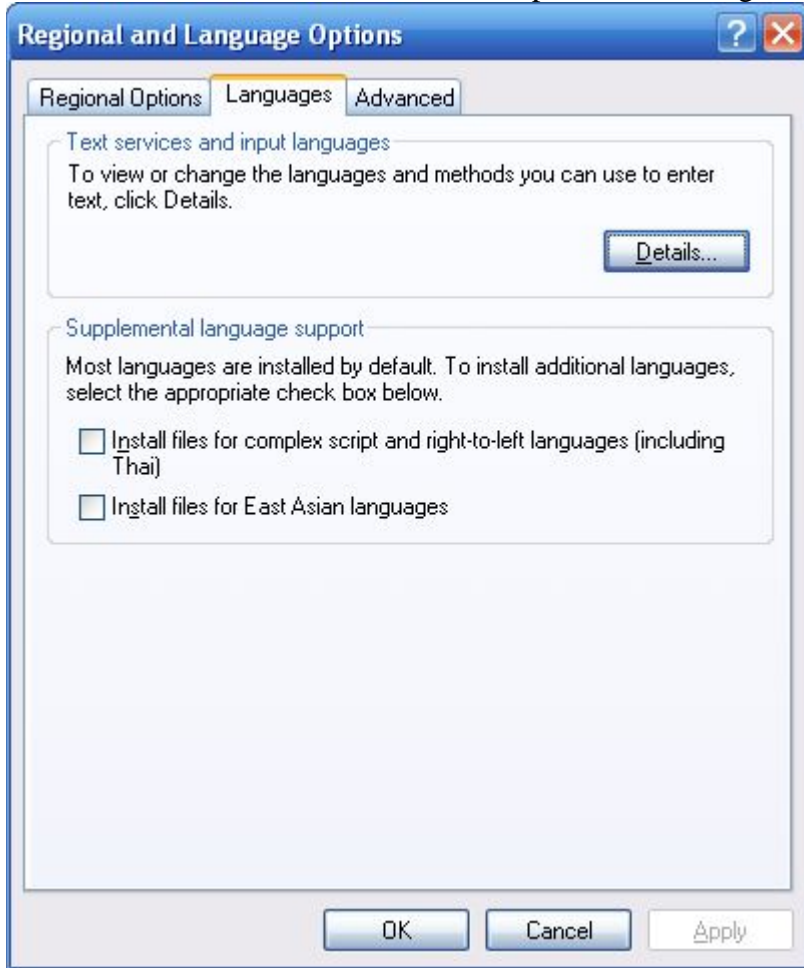 Regional and Language Options
Regional Options Languages Advanced
Text services and input languages
To view or change the languages and methods you can use to enter
text, click Details.
Details...
Supplemental language support
Most languages are installed by default. To install additional languages,
select the appropriate check box below.
Install files for complex script and right-to-left languages (including
Thai)
Install files for East Asian languages
OK Cancel Apply